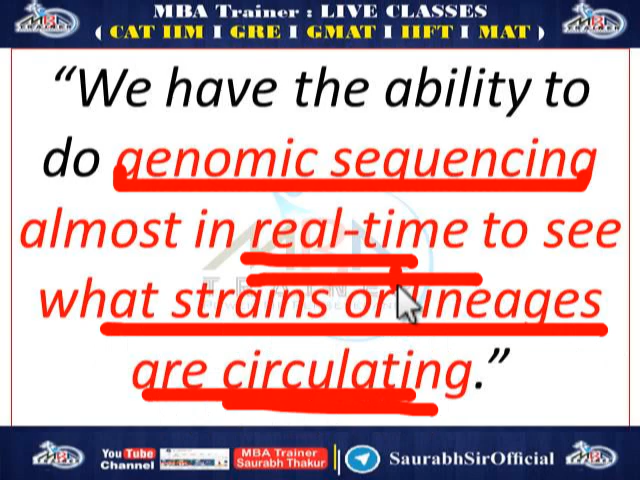 MBA Trainer : LIVE CLASSES
( CAT IIM I GRE I GMAT I IIFT I MAT )
“We have the ability to
do genomic sequencing
almost in real-time to see
what strains or lineages
are circulating.”
You Tube
Channel
MBA Trainer
Saurabh Thakur
SaurabhSirOfficial